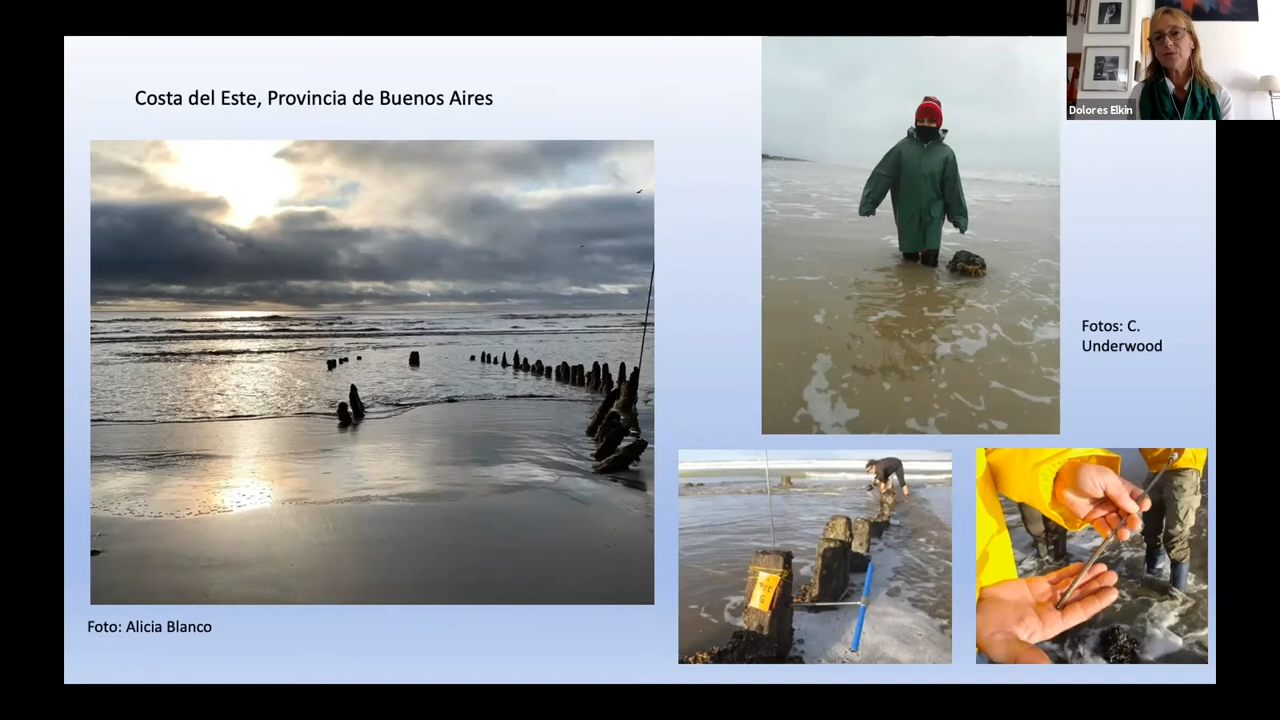 Costa del Este, Provincia de Buenos Aires
Dolores Elkin
Fotos: C.
Underwood
Foto: Alicia Blanco